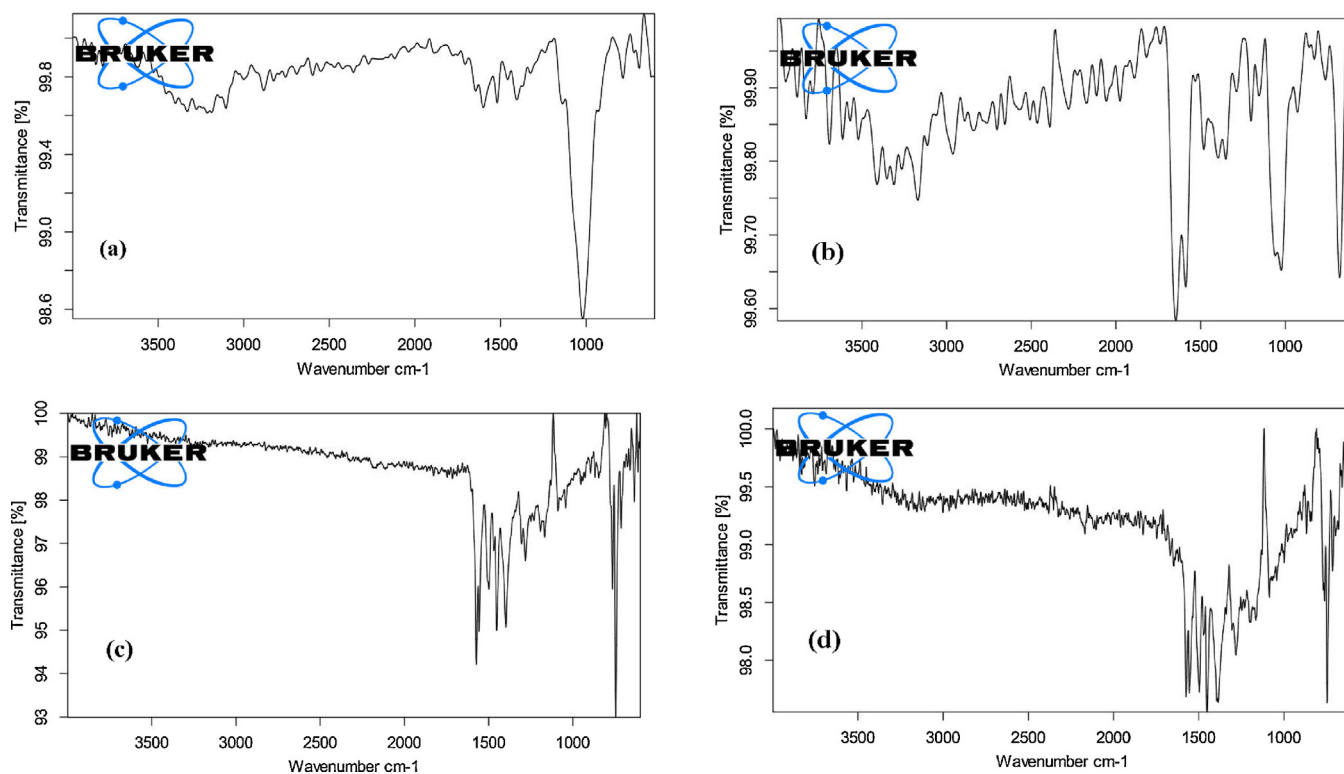 BRUKER
Transmittance [%]
99.8
99.4
99.0
98.6
(a)
3500
3000
2500
2000
1500
1000
Wavenumber cm-1
BRUKER
Transmittance [%]
99.90
99.80
99.70
99.60
(b)
3500
3000
2500
2000
1500
1000
Wavenumber cm-1
BRUKER
Transmittance [%]
100
99
98
97
96
95
94
93
(c)
3500
3000
2500
2000
1500
1000
Wavenumber cm-1
BRUKER
Transmittance [%]
100.0
99.5
99.0
98.5
98.0
(d)
3500
3000
2500
2000
1500
1000
Wavenumber cm-1